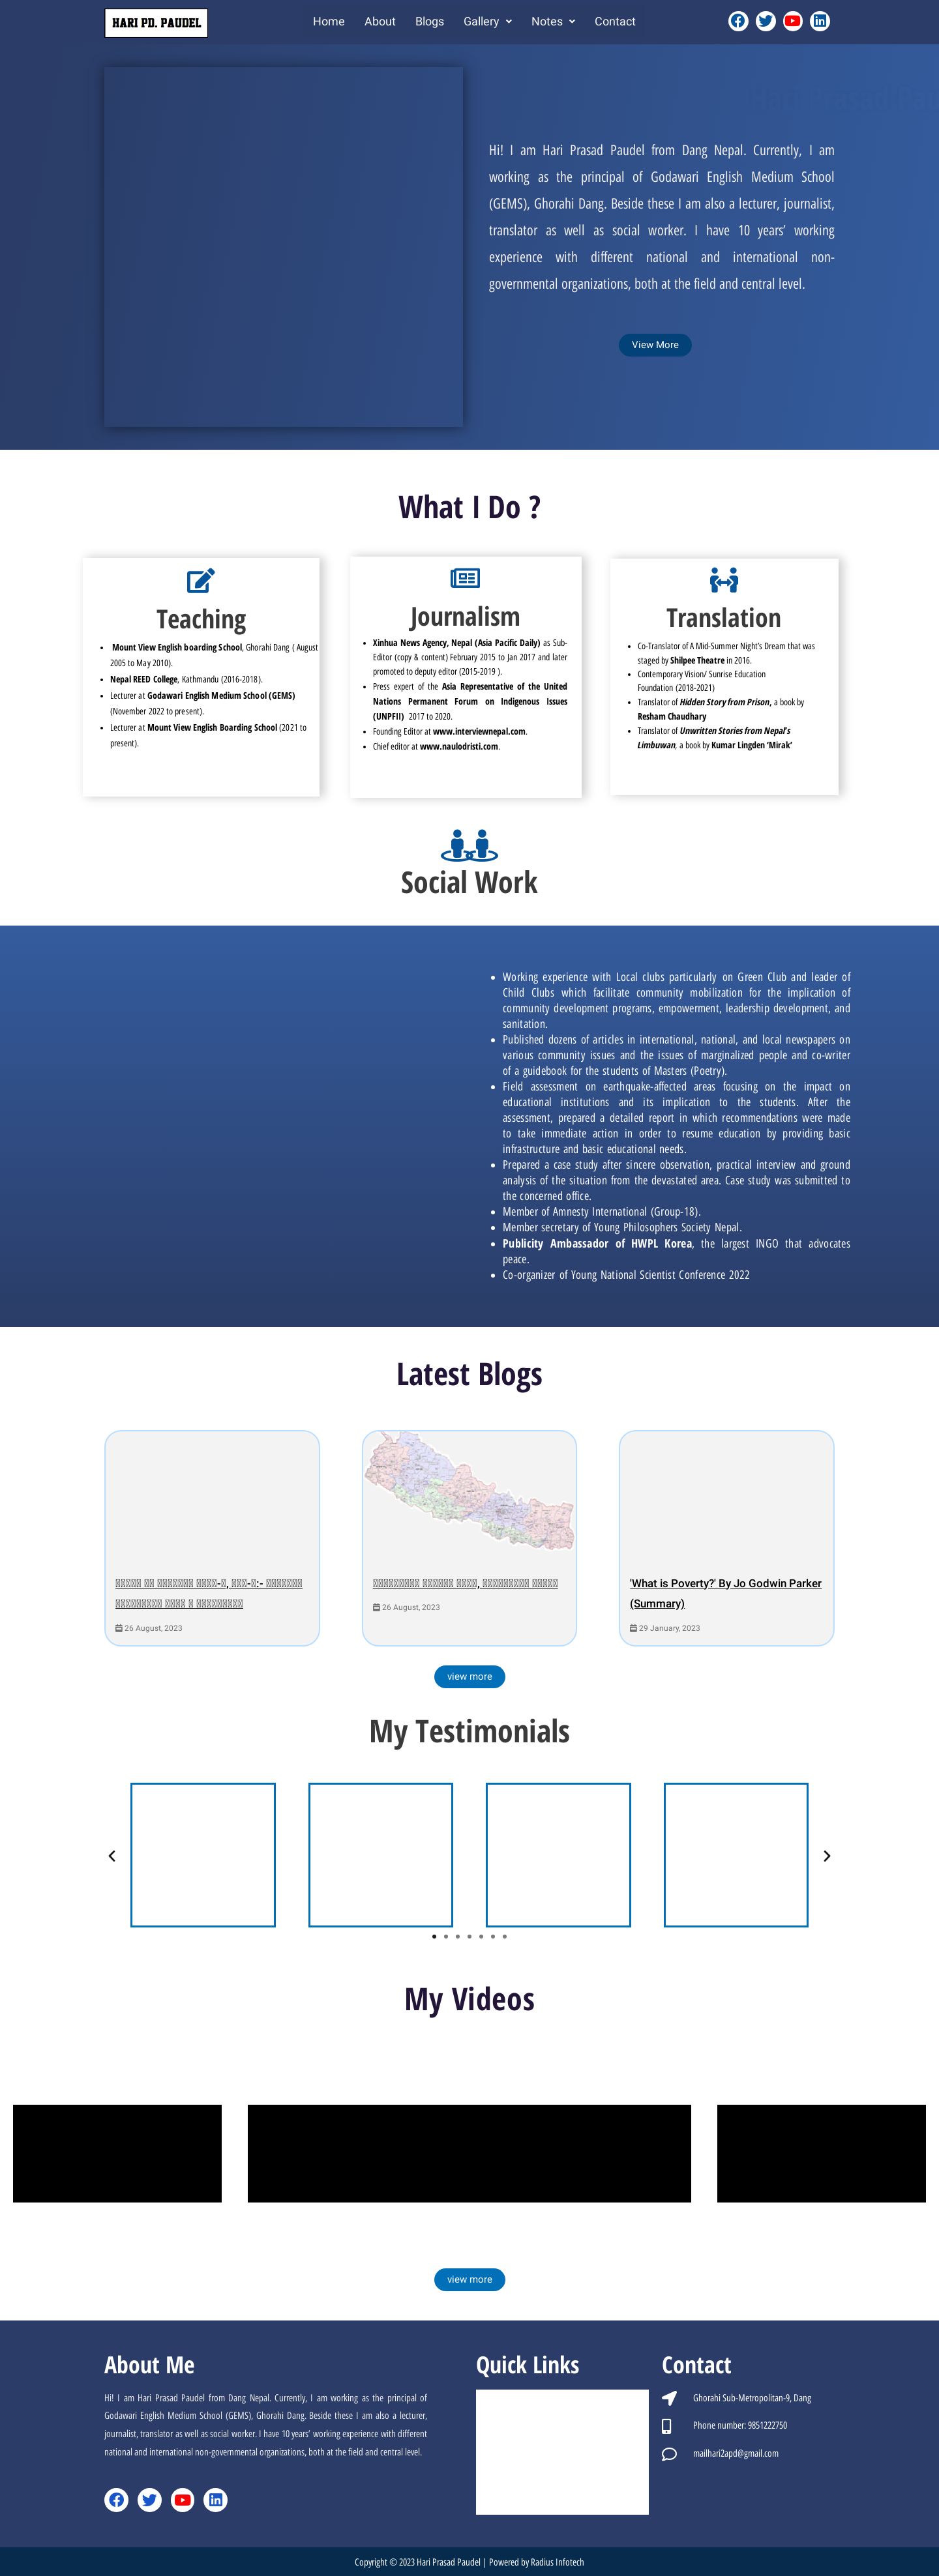 HARI PD. PAUDEL
Home About Blogs Gallery Notes Contact
Hi! I am Hari Prasad Paudel from Dang Nepal. Currently, I am
working as the principal of Godawari English Medium School
(GEMS), Ghorahi Dang. Beside these I am also a lecturer, journalist,
translator as well as social worker. I have 10 years’ working
experience with different national and international non-
governmental organizations, both at the field and central level.
View More
What I Do ?
Teaching
Mount View English boarding School, Ghorahi Dang ( August
2005 to May 2010).
Nepal REED College, Kathmandu (2016-2018).
Lecturer at Godawari English Medium School (GEMS)
(November 2022 to present).
Lecturer at Mount View English Boarding School (2021 to
present).
Journalism
Xinhua News Agency, Nepal (Asia Pacific Daily) as Sub-
Editor (copy & content) February 2015 to Jan 2017 and later
promoted to deputy editor (2015-2019 ).
Press expert of the Asia Representative of the United
Nations Permanent Forum on Indigenous Issues
(UNPFII) 2017 to 2020.
Founding Editor at www.interviewnepal.com.
Chief editor at www.naulodristi.com.
Translation
Co-Translator of A Mid-Summer Night’s Dream that was
staged by Shilpee Theatre in 2016.
Contemporary Vision/ Sunrise Education
Foundation (2018-2021)
Translator of Hidden Story from Prison, a book by
Resham Chaudhary
Translator of Unwritten Stories from Nepal’s
Limbuwan, a book by Kumar Lingden ‘Mirak’
Social Work
Working experience with Local clubs particularly on Green Club and leader of
Child Clubs which facilitate community mobilization for the implication of
community development programs, empowerment, leadership development, and
sanitation.
Published dozens of articles in international, national, and local newspapers on
various community issues and the issues of marginalized people and co-writer
of a guidebook for the students of Masters (Poetry).
Field assessment on earthquake-affected areas focusing on the impact on
educational institutions and its implication to the students. After the
assessment, prepared a detailed report in which recommendations were made
to take immediate action in order to resume education by providing basic
infrastructure and basic educational needs.
Prepared a case study after sincere observation, practical interview and ground
analysis of the situation from the devastated area. Case study was submitted to
the concerned office.
Member of Amnesty International (Group-18).
Member secretary of Young Philosophers Society Nepal.
Publicity Ambassador of HWPL Korea, the largest INGO that advocates
peace.
Co-organizer of Young National Scientist Conference 2022
Latest Blogs
26 August, 2023
26 August, 2023
'What is Poverty?' By Jo Godwin Parker
(Summary)
29 January, 2023
view more
My Testimonials
My Videos
view more
About Me
Hi! I am Hari Prasad Paudel from Dang Nepal. Currently, I am working as the principal of
Godawari English Medium School (GEMS), Ghorahi Dang. Beside these I am also a lecturer,
journalist, translator as well as social worker. I have 10 years’ working experience with different
national and international non-governmental organizations, both at the field and central level.
Quick Links
Contact
Ghorahi Sub-Metropolitan-9, Dang
Phone number: 9851222750
mailhari2apd@gmail.com
Copyright © 2023 Hari Prasad Paudel | Powered by Radius Infotech